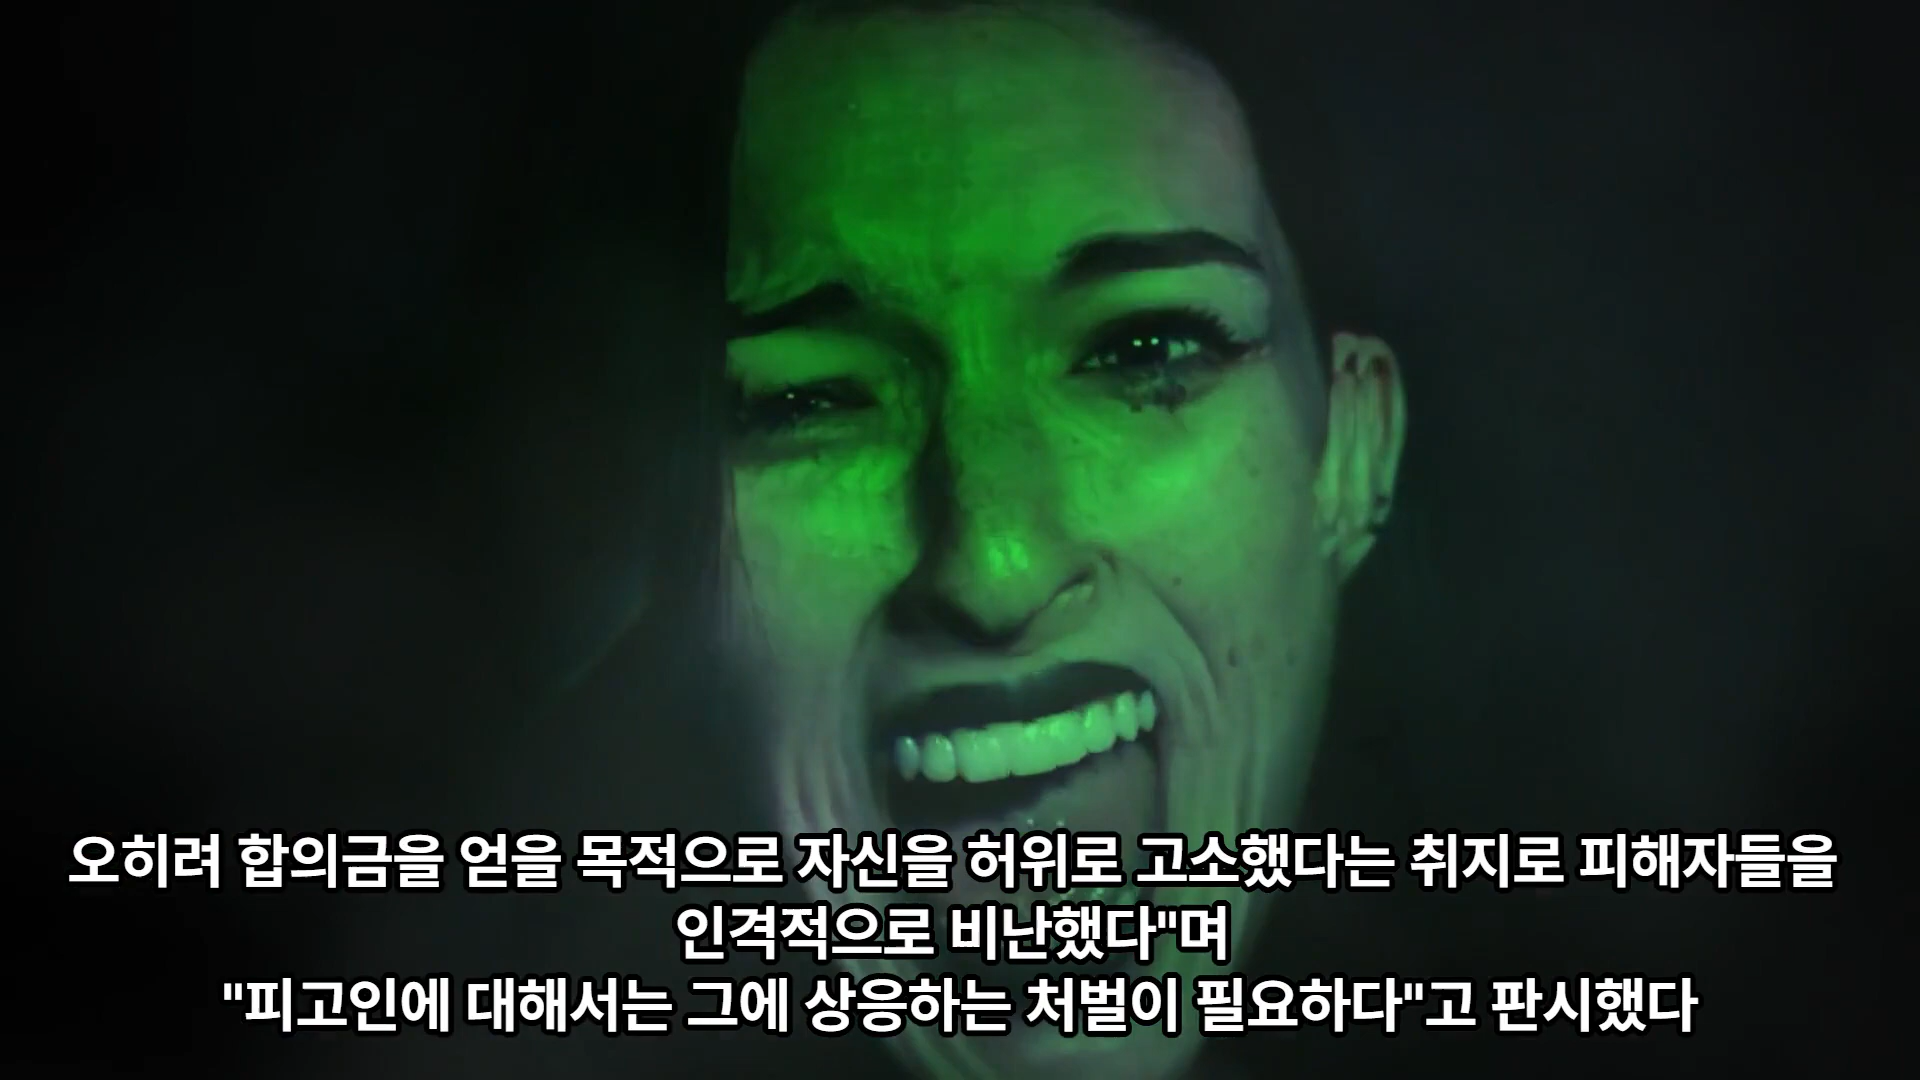 오히려 합의금을 얻을 목적으로 자신을 허위로 고소했다는 취지로 피해자들을
인격적으로 비난했다"며
"피고인에 대해서는 그에 상응하는 처벌이 필요하다"고 판시했다